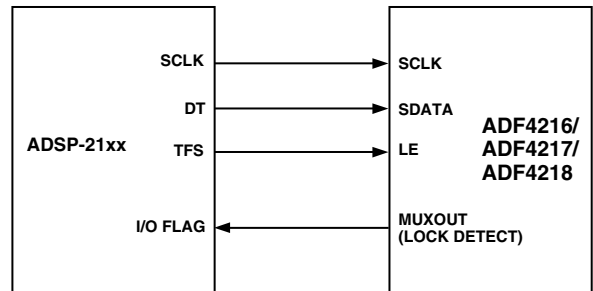 SCLK
DT
ADSP-21xx
TFS
I/O FLAG
SCLK
SDATA
ADF4216/
ADF4217/
ADF4218
LE
MUXOUT
(LOCK DETECT)